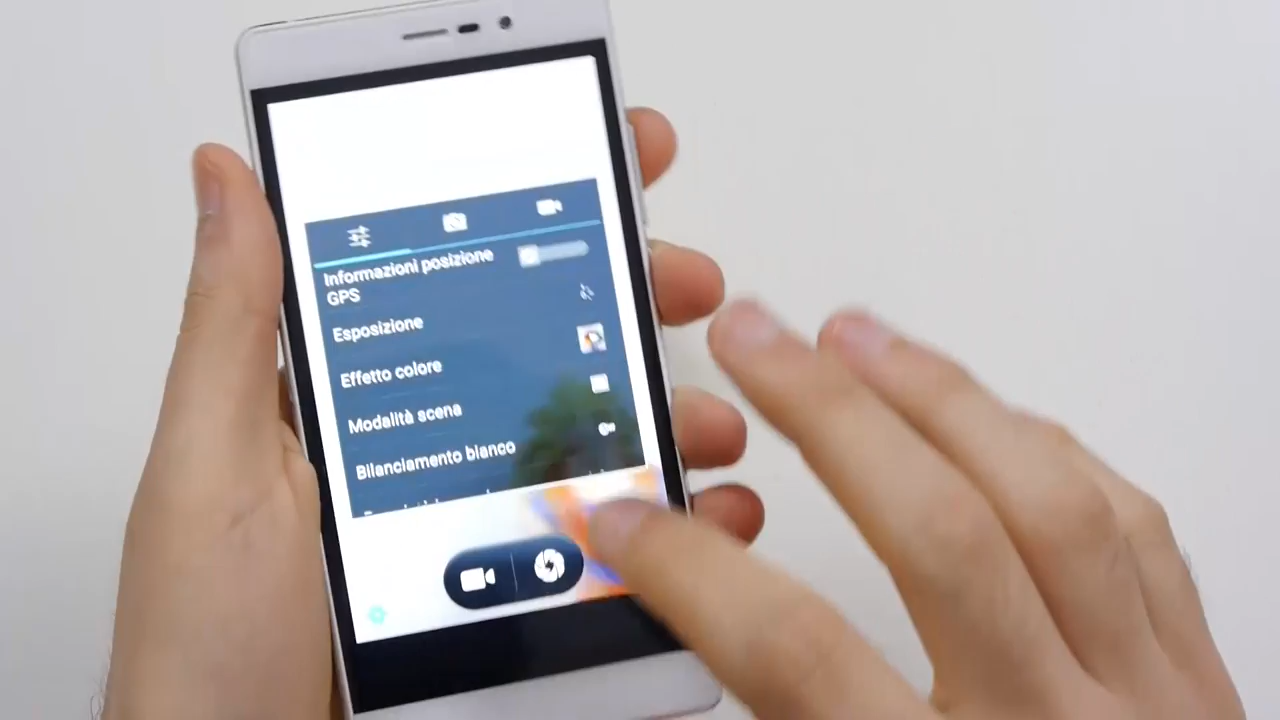 Informazioni posizione
GPS
Esposizione
Effetto colore
Modalità scena
Bilanciamento bianco